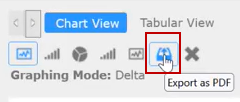 Chart View Tabular View
Graphing Mode: Delta
Export as PDF